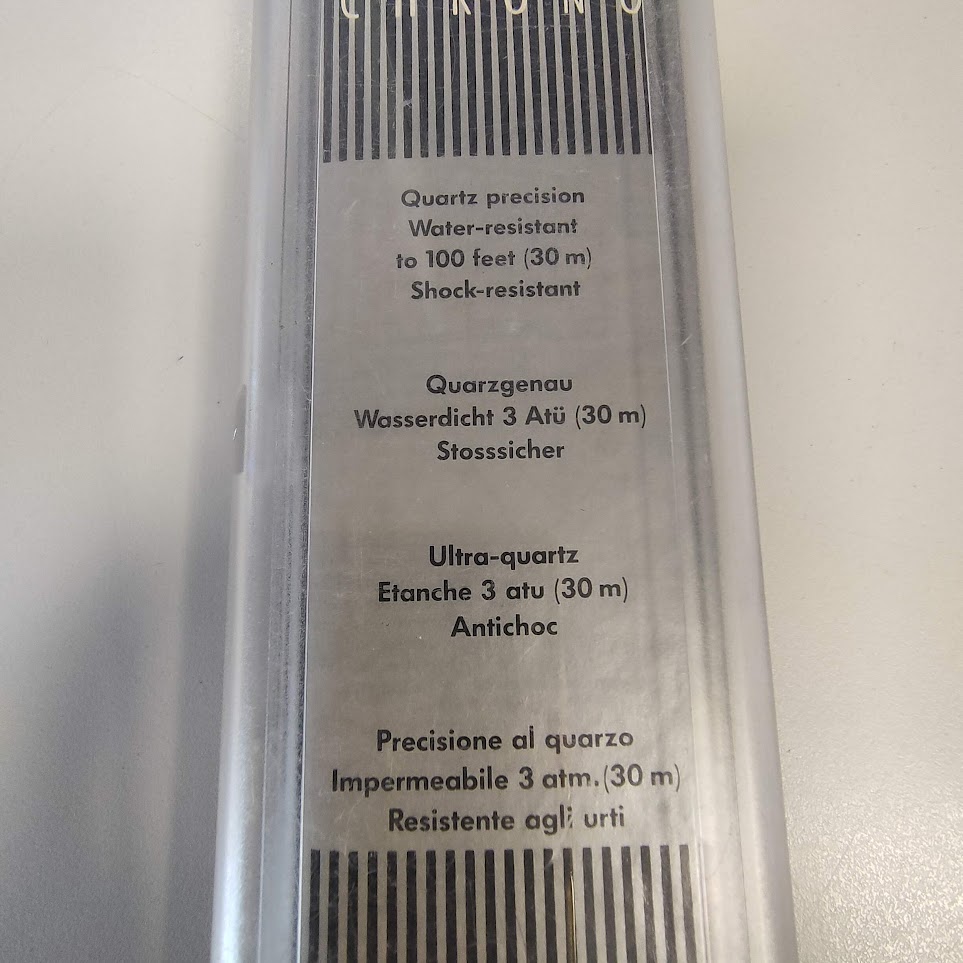 CHRONO
Quartz precision
Water-resistant
to 100 feet (30 m)
Shock-resistant
Quarzgenau
Wasserdicht 3 Atü (30 m)
Stosssicher
Ultra-quartz
Etanche 3 atu (30 m)
Antichoc
Precisione al quarzo
Impermeabile 3 atm. (30 m)
Resistente agli urti